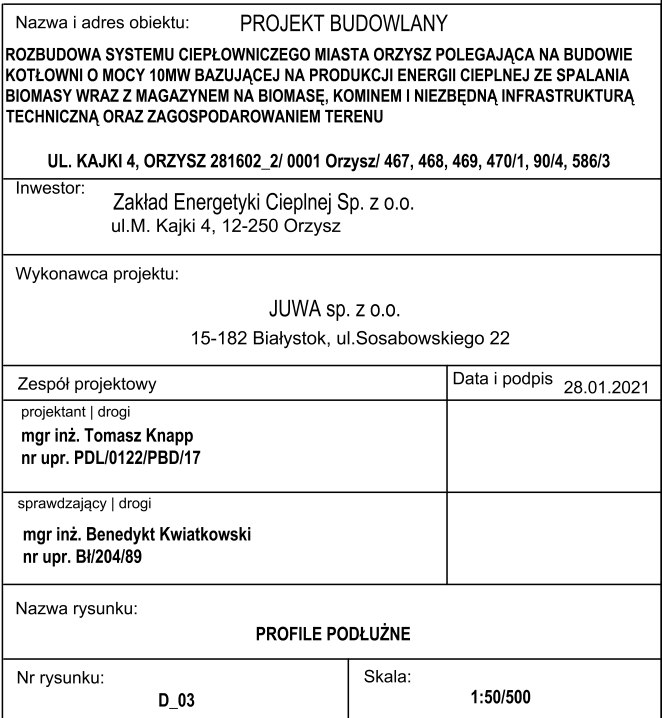 Nazwa i adres obiektu: PROJEKT BUDOWLANY
ROZBUDOWA SYSTEMU CIEPŁOWNICZEGO MIASTA ORZYSZ POLEGAJĄCA NA BUDOWIE
KOTŁOWNI O MOCY 10MW BAZUJĄCEJ NA PRODUKCJI ENERGII CIEPLNEJ ZE SPALANIA
BIOMASY WRAZ Z MAGAZYNEM NA BIOMASĘ, KOMINEM I NIEZBĘDNĄ INFRASTRUKTURĄ
TECHNICZNĄ ORAZ ZAGOSPODAROWANIEM TERENU
UL. KAJKI 4, ORZYSZ 281602_2/ 0001 Orzysz/ 467, 468, 469, 470/1, 90/4, 586/3
Inwestor:
Zakład Energetyki Cieplnej Sp. z o.o.
ul.M. Kajki 4, 12-250 Orzysz
Wykonawca projektu:
JUWA sp. z o.o.
15-182 Białystok, ul.Sosabowskiego 22
Zespół projektowy
Data i podpis 28.01.2021
projektant | drogi
mgr inż. Tomasz Knapp
nr upr. PDL/0122/PBD/17
sprawdzający | drogi
mgr inż. Benedykt Kwiatkowski
nr upr. Bł/204/89
Nazwa rysunku:
PROFILE PODŁUŻNE
Nr rysunku:
D_03
Skala:
1:50/500